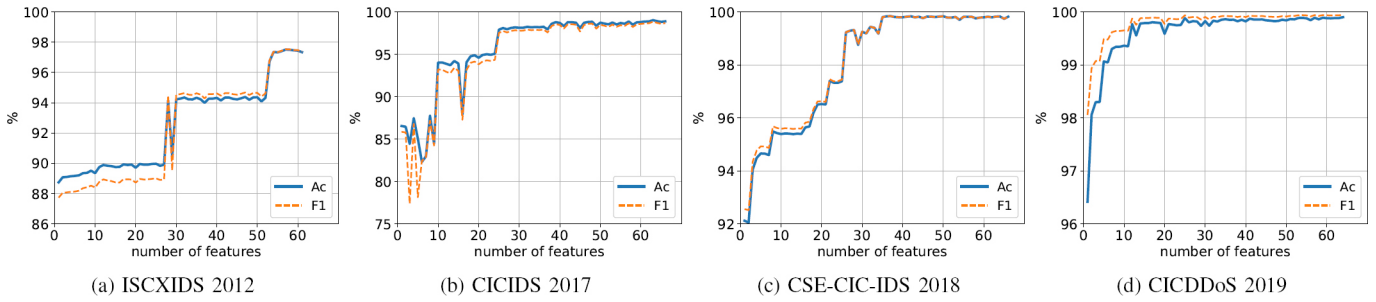 100
98
96
94
92
90
88
86
%
0 10 20 30 40 50 60
number of features
Ac
F1
(a) ISCXIDS 2012
100
95
90
85
80
75
%
0 10 20 30 40 50 60
number of features
Ac
F1
(b) CICIDS 2017
100
98
96
94
92
%
0 10 20 30 40 50 60
number of features
Ac
F1
(c) CSE-CIC-IDS 2018
100
99
98
97
96
%
0 10 20 30 40 50 60
number of features
Ac
F1
(d) CICDDoS 2019